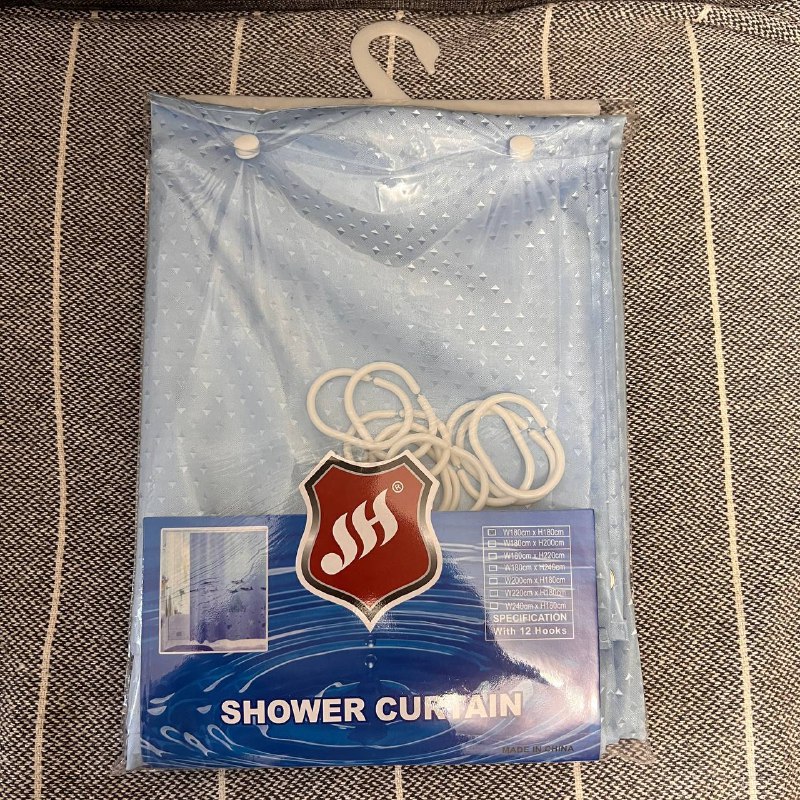 JH®
W180cm x H180cm
W180cm x H200cm
W180cm x H220cm
W180cm x H240cm
W200cm x H180cm
W220cm x H180cm
W240cm x H180cm
SPECIFICATION
With 12 Hooks
SHOWER CURTAIN
MADE IN CHINA